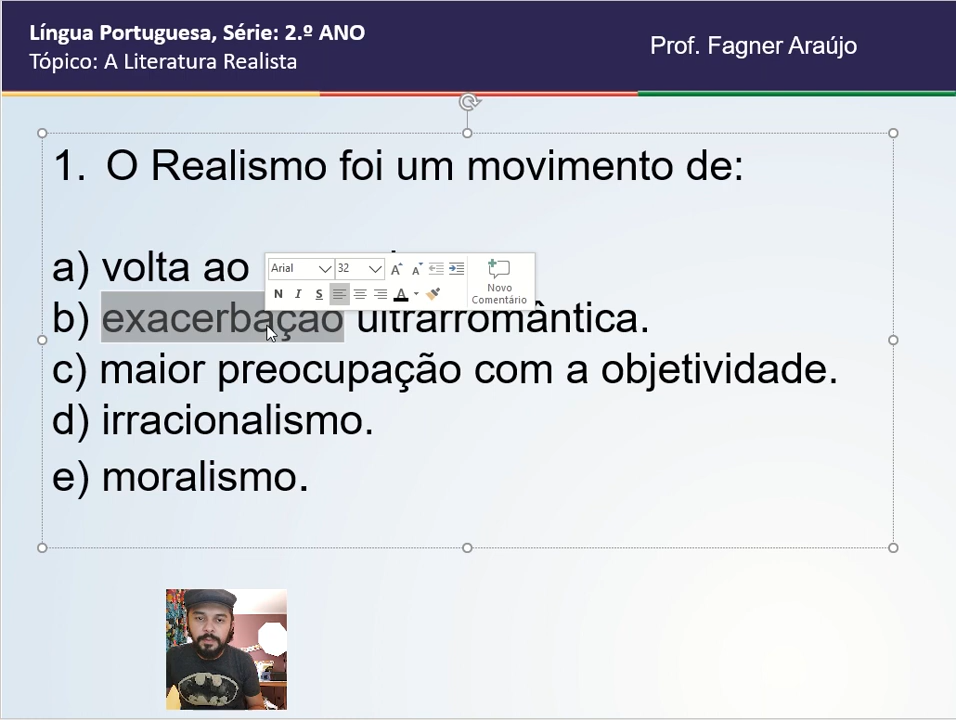 Língua Portuguesa, Série: 2.º ANO
Tópico: A Literatura Realista
Prof. Fagner Araújo
1. O Realismo foi um movimento de:
a) volta ao
Arial
32
Novo
Comentário
N I S A
b) exacerbação ultrarromântica.
c) maior preocupação com a objetividade.
d) irracionalismo.
e) moralismo.